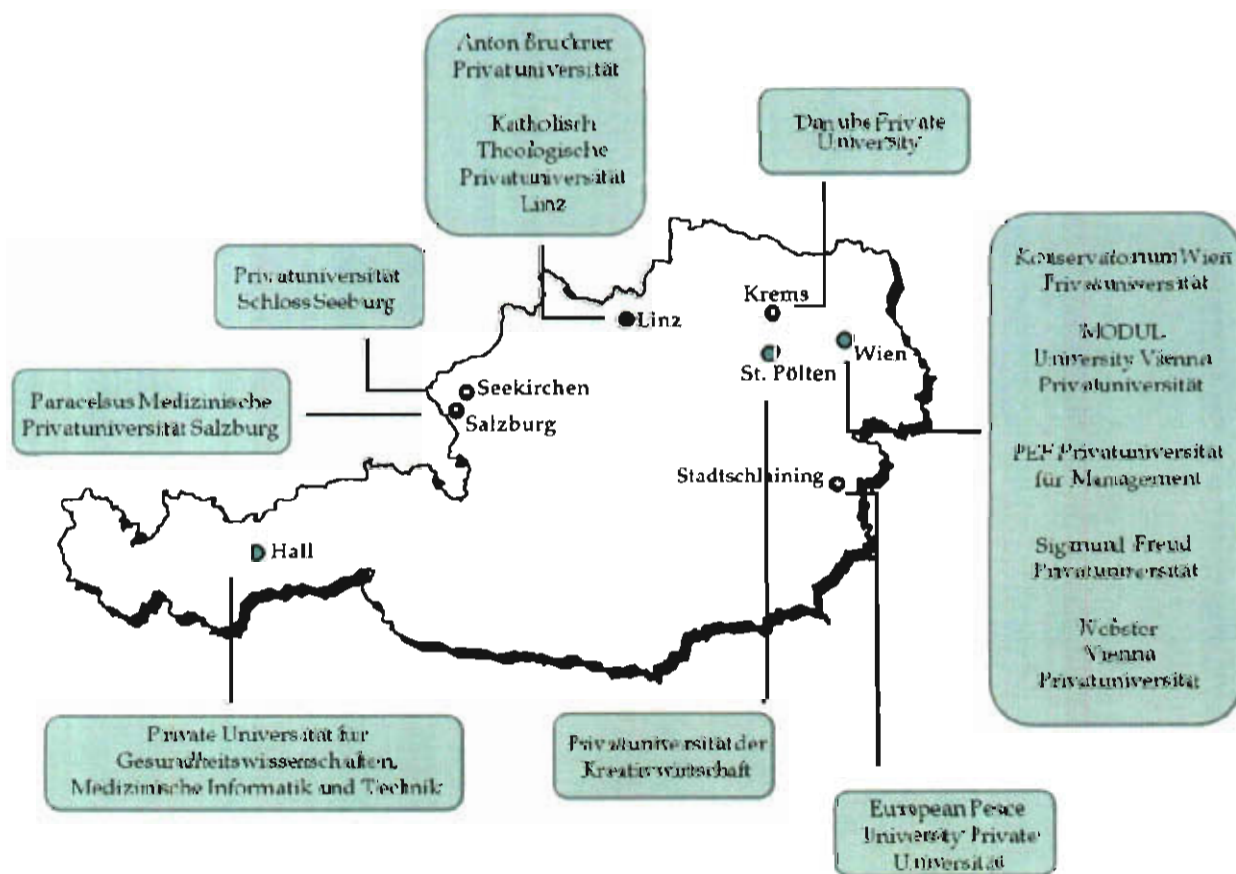 Anton Bruckner
Privatuniversität
Katholisch
Theologische
Privatuniversität
Linz
Danube Private
University
Privatuniversität
Schloss Seeburg
Konservatorium Wien
Privatuniversität
MODUL
University Vienna
Privatuniversität
PEF Privatuniversität
für Management
Sigmund Freud
Privatuniversität
Webster
Vienna
Privatuniversität
Paracelsus Medizinische
Privatuniversität Salzburg
Krems
Linz
Wien
St. Pölten
Seekirchen
Salzburg
Stadtschlaining
Hall
Private Universität für
Gesundheitswissenschaften,
Medizinische Informatik und Technik
Privatuniversität der
Kreativwirtschaft
European Peace
University Private
Universität